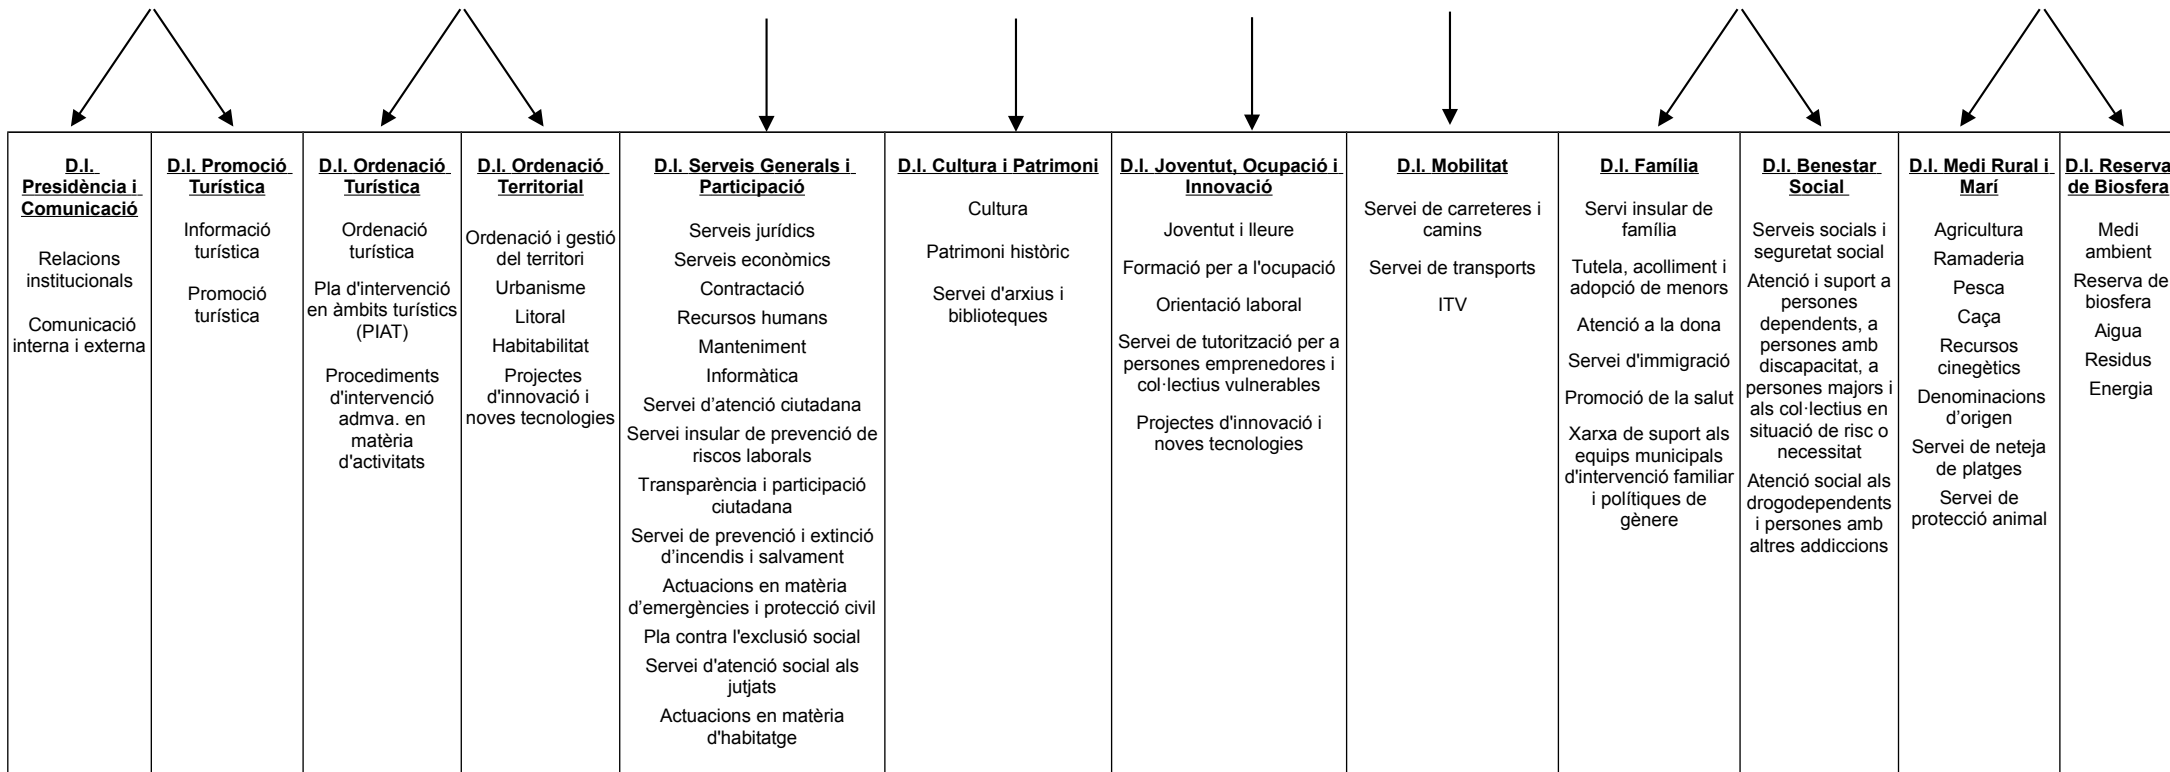 D.I.
Presidència i
Comunicació
Relacions
institucionals
Comunicació
interna i externa
D.I. Promoció
Turística
Informació
turística
Promoció
turística
D.I. Ordenació
Turística
Ordenació
turística
Pla d'intervenció
en àmbits turístics
(PIAT)
Procediments
d'intervenció
admva. en
matèria
d'activitats
D.I. Ordenació
Territorial
Ordenació i gestió
del territori
Urbanisme
Litoral
Habitabilitat
Projectes
d'innovació i
noves tecnologies
D.I. Serveis Generals i
Participació
Serveis jurídics
Serveis econòmics
Contractació
Recursos humans
Manteniment
Informàtica
Servei d’atenció ciutadana
Servei insular de prevenció de
riscos laborals
Transparència i participació
ciutadana
Servei de prevenció i extinció
d’incendis i salvament
Actuacions en matèria
d’emergències i protecció civil
Pla contra l'exclusió social
Servei d'atenció social als
jutjats
Actuacions en matèria
d'habitatge
D.I. Cultura i Patrimoni
Cultura
Patrimoni històric
Servei d'arxius i
biblioteques
D.I. Joventut, Ocupació i
Innovació
Joventut i lleure
Formació per a l'ocupació
Orientació laboral
Servei de tutorització per a
persones emprenedores i
col·lectius vulnerables
Projectes d'innovació i
noves tecnologies
D.I. Mobilitat
Servei de carreteres i
camins
Servei de transports
ITV
D.I. Família
Servi insular de
família
Tutela, acolliment i
adopció de menors
Atenció a la dona
Servei d'immigració
Promoció de la salut
Xarxa de suport als
equips municipals
d'intervenció familiar
i polítiques de
gènere
D.I. Benestar
Social
Serveis socials i
seguretat social
Atenció i suport a
persones
dependents, a
persones amb
discapacitat, a
persones majors i
als col·lectius en
situació de risc o
necessitat
Atenció social als
drogodependents
i persones amb
altres addiccions
D.I. Medi Rural i
Marí
Agricultura
Ramaderia
Pesca
Caça
Recursos
cinegètics
Denominacions
d’origen
Servei de neteja
de platges
Servei de
protecció animal
D.I. Reserva
de Biosfera
Medi
ambient
Reserva de
biosfera
Aigua
Residus
Energia